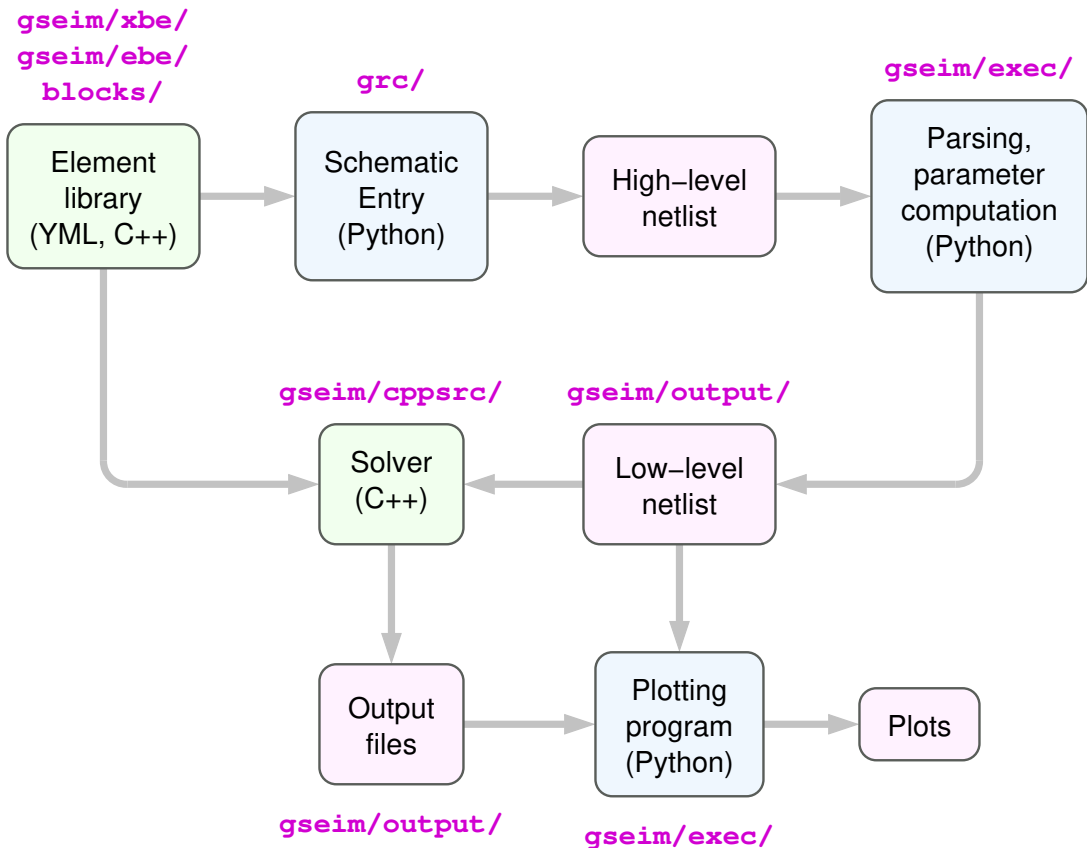 gseim/xbe/
gseim/ebe/
blocks/
grc/
gseim/exec/
Element
library
(YML, C++)
Schematic
Entry
(Python)
High−level
netlist
Parsing,
parameter
computation
(Python)
gseim/cppsrc/
gseim/output/
Solver
(C++)
Low−level
netlist
Output
files
Plotting
program
(Python)
Plots
gseim/output/
gseim/exec/